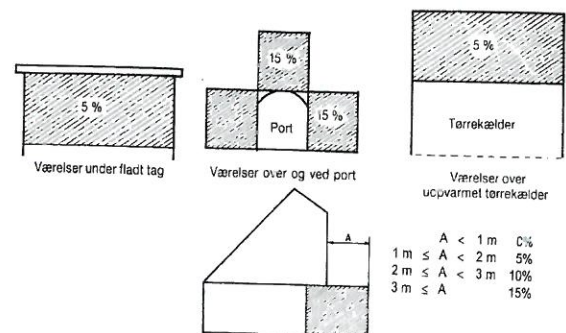 5 %
Værelser under fladt tag
15 %
Port
15 %
Værelser over og ved port
5 %
Tørrekælder
Værelser over
uopvarmet tørrekælder
A
A < 1 m 0%
1 m ≤ A < 2 m 5%
2 m ≤ A < 3 m 10%
3 m ≤ A 15%